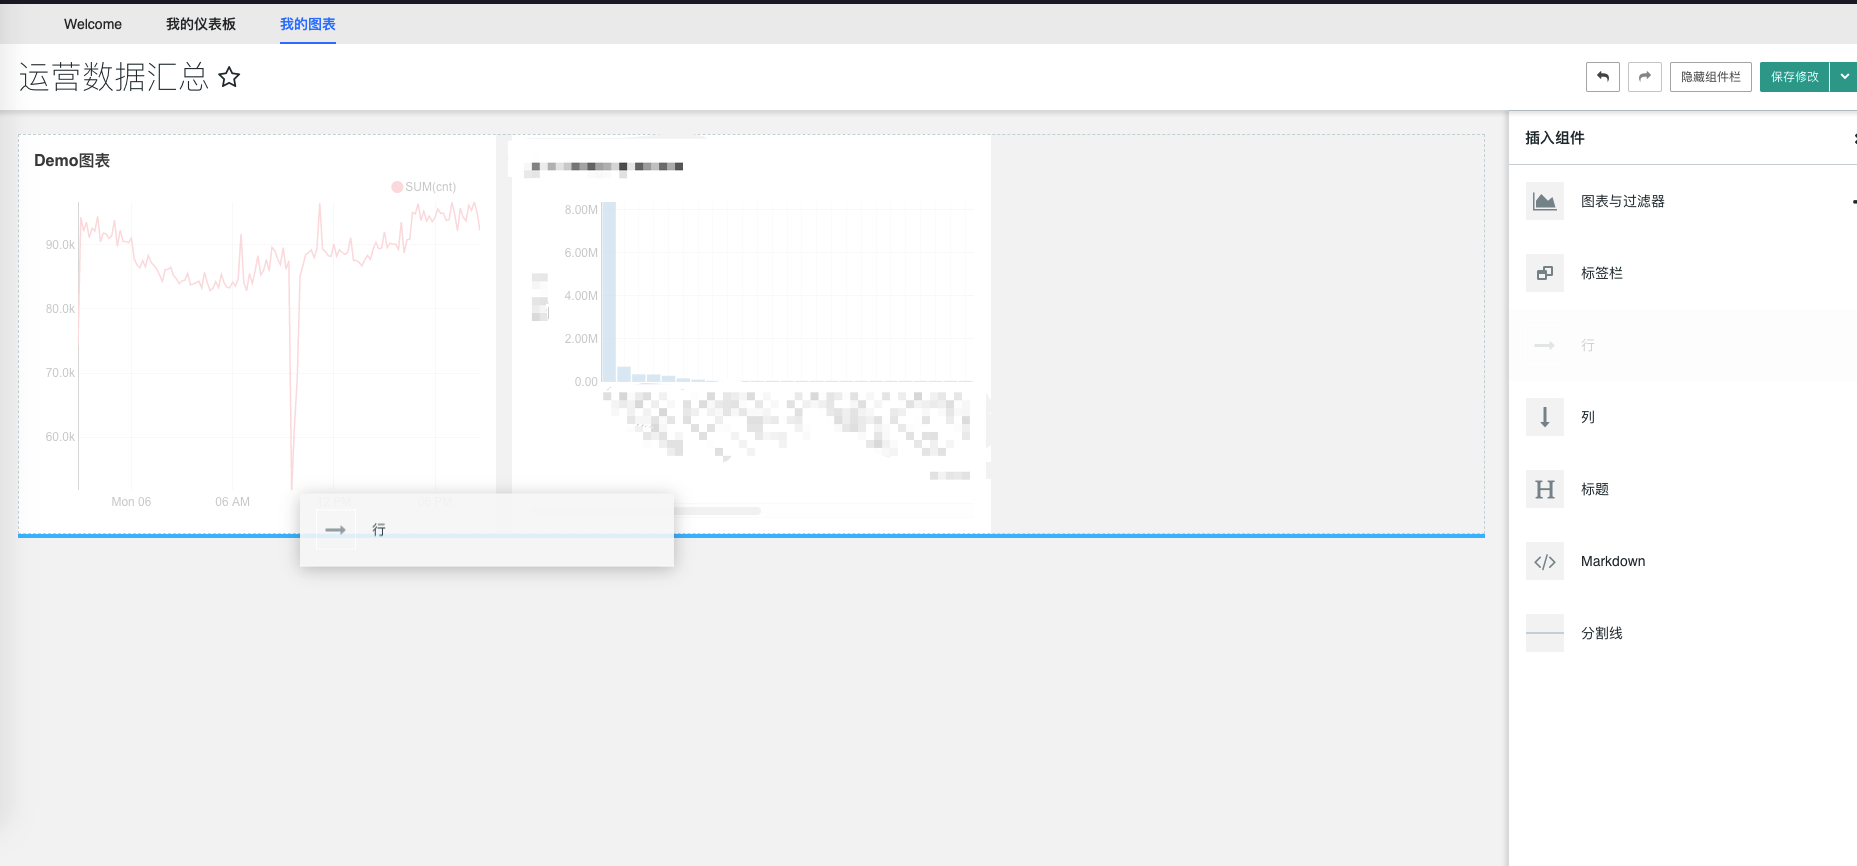 Welcome 我的仪表板 我的图表
运营数据汇总
隐藏组件栏 保存修改
插入组件
Demo图表
SUM(cnt)
90.0k
80.0k
70.0k
60.0k
Mon 06 06 AM
8.00M
6.00M
4.00M
2.00M
0.00
行
图表与过滤器
标签栏
行
列
H 标题
</> Markdown
分割线